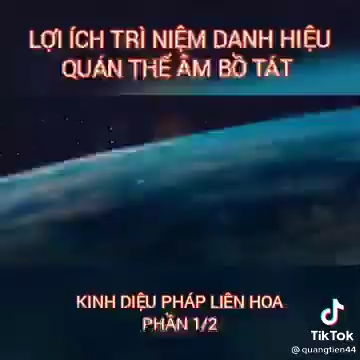 LỢI ÍCH TRÌ NIỆM DANH HIỆU
QUÁN THẾ ÂM BỒ TÁT
KINH DIỆU PHÁP LIÊN HOA
PHẦN 1/2
TikTok
@quangtien44